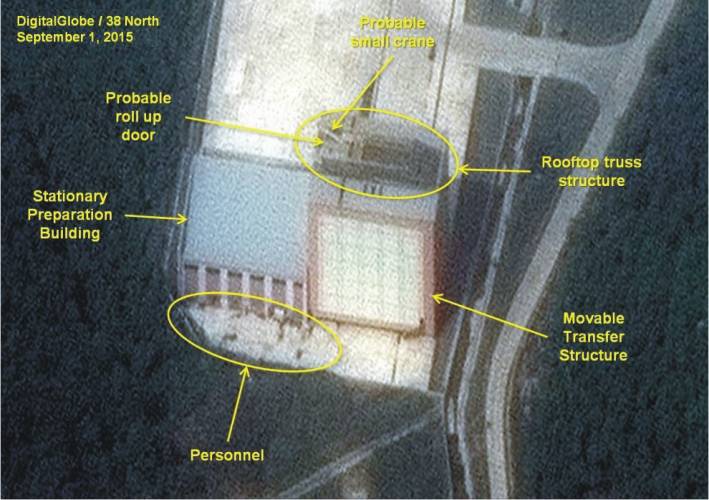 DigitalGlobe / 38 North
September 1, 2015
Probable
small crane
Probable
roll up
door
Rooftop truss
structure
Stationary
Preparation
Building
Movable
Transfer
Structure
Personnel